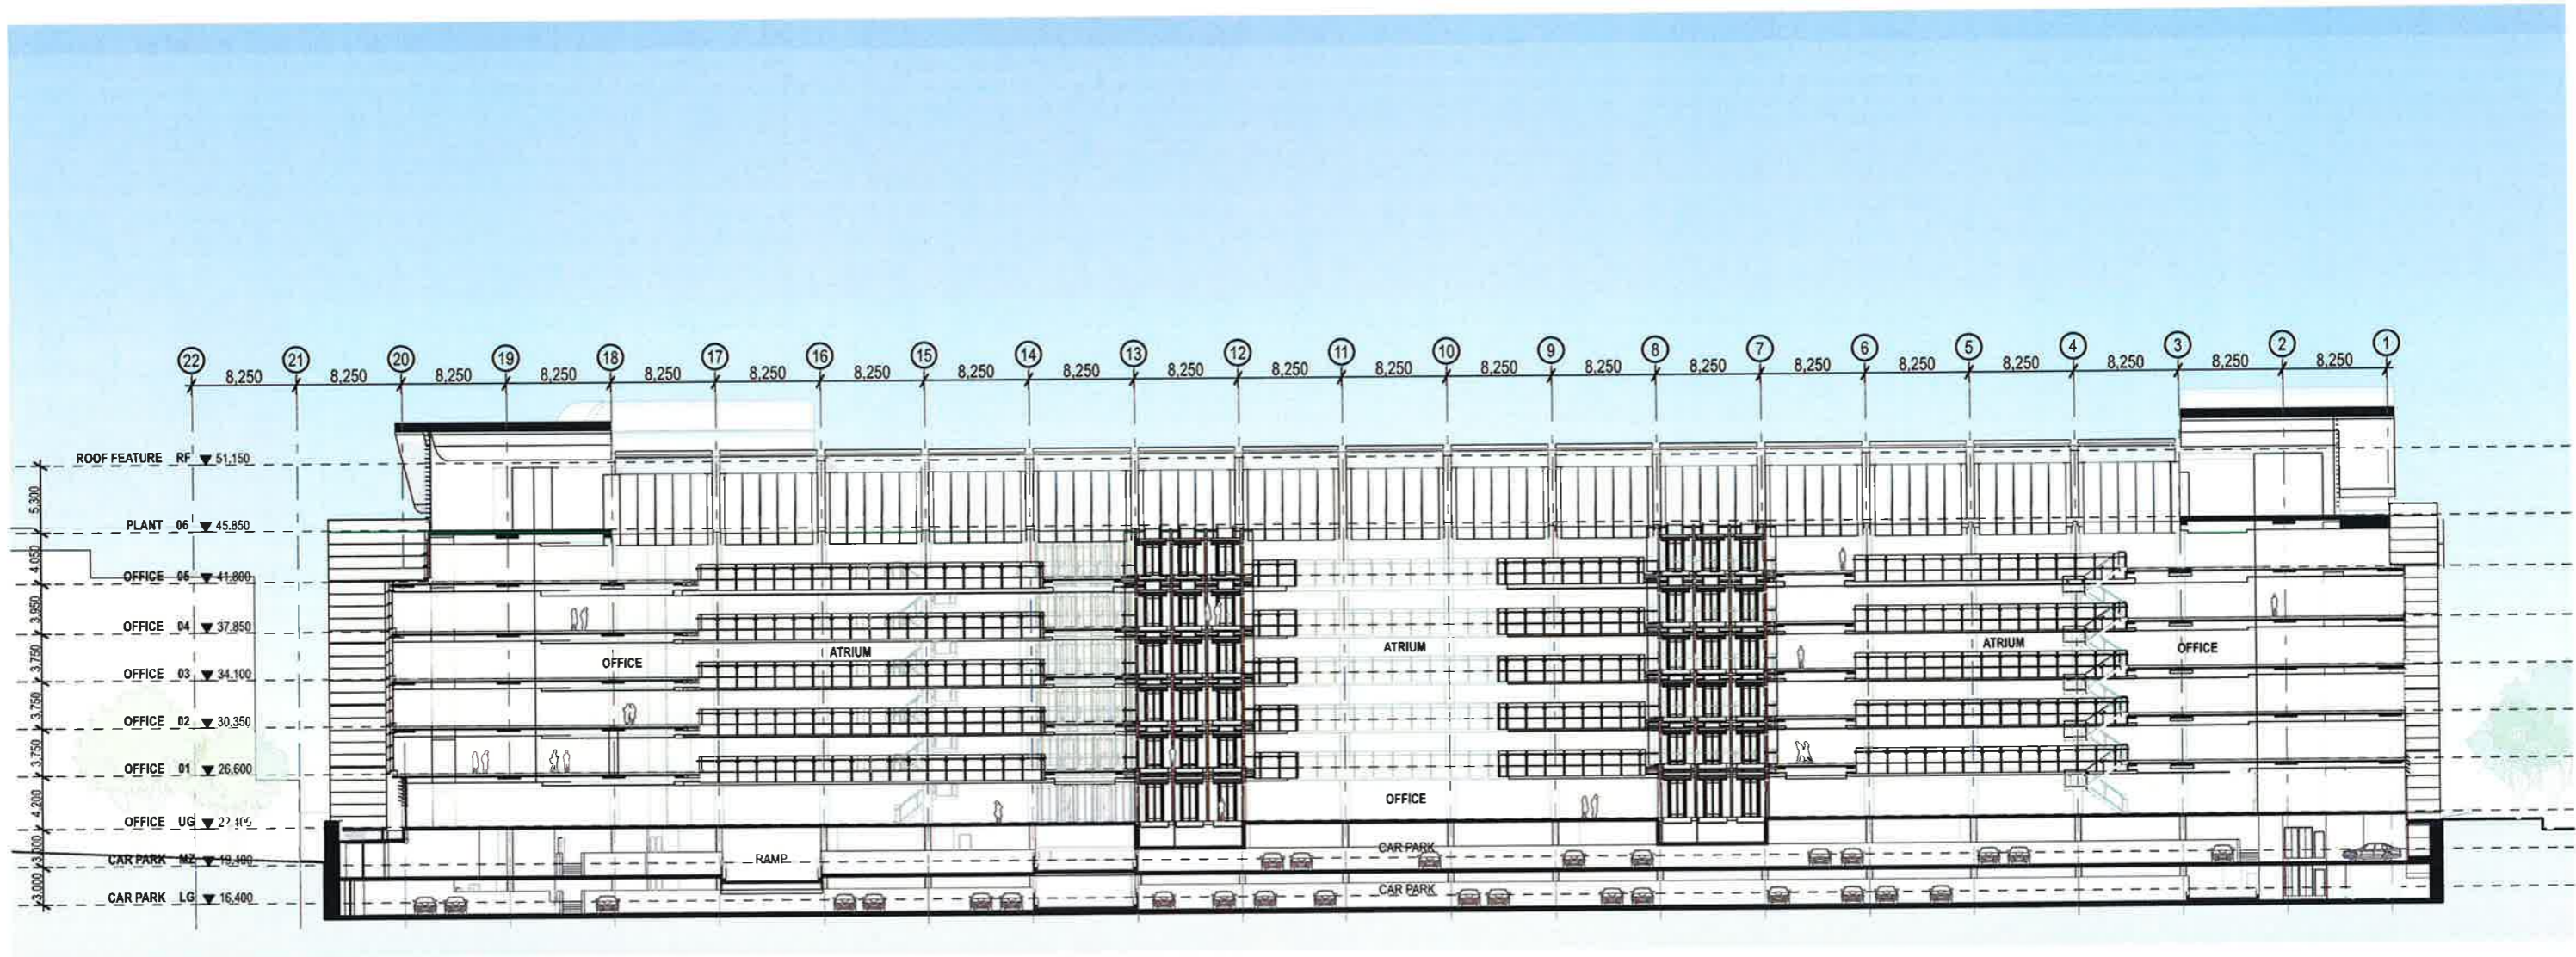 22 21 20 19 18 17 16 15 14 13 12 11 10 9 8 7 6 5 4 3 2 1
8,250 8,250 8,250 8,250 8,250 8,250 8,250 8,250 8,250 8,250 8,250 8,250 8,250 8,250 8,250 8,250 8,250 8,250 8,250 8,250 8,250
ROOF FEATURE RF 51,150
5,300
PLANT 06 45,850
4,050
OFFICE 05 41,800
3,950
OFFICE 04 37,850
3,750
ATRIUM ATRIUM ATRIUM
OFFICE OFFICE
OFFICE 03 34,100
3,750
OFFICE 02 30,350
3,750
OFFICE 01 26,600
4,200
OFFICE
OFFICE UG 22,400
3,000
CAR PARK
CAR PARK MZ 19,400
RAMP
3,000
CAR PARK
CAR PARK LG 16,400